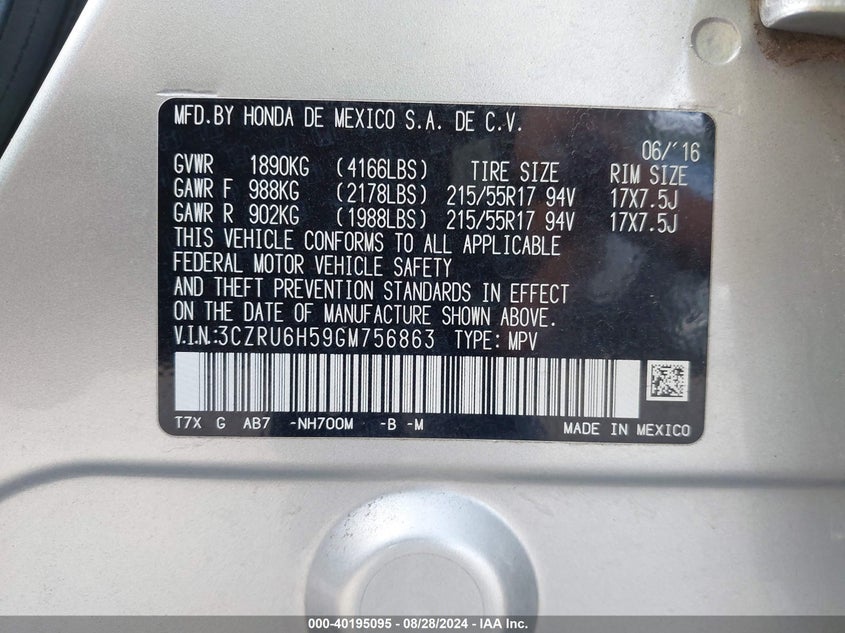 MFD.BY HONDA DE MEXICO S.A. DE C.V.
06/'16
GVWR 1890KG (4166LBS) TIRE SIZE RIM SIZE
GAWR F 988KG (2178LBS) 215/55R17 94V 17X7.5J
GAWR R 902KG (1988LBS) 215/55R17 94V 17X7.5J
THIS VEHICLE CONFORMS TO ALL APPLICABLE
FEDERAL MOTOR VEHICLE SAFETY
AND THEFT PREVENTION STANDARDS IN EFFECT
ON THE DATE OF MANUFACTURE SHOWN ABOVE.
V.I.N.:3CZRU6H59GM756863 TYPE: MPV
T7X G AB7 -NH700M -B -M MADE IN MEXICO
000-40195095 - 08/28/2024 - IAA Inc.